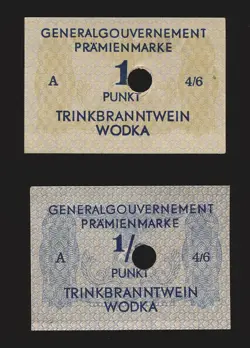 GENERALGOUVERNEMENT
PRÄMIENMARKE
A 1 4/6
PUNKT
TRINKBRANNTWEIN
WODKA
GENERALGOUVERNEMENT
PRÄMIENMARKE
1/
A 4/6
PUNKT
TRINKBRANNTWEIN
WODKA